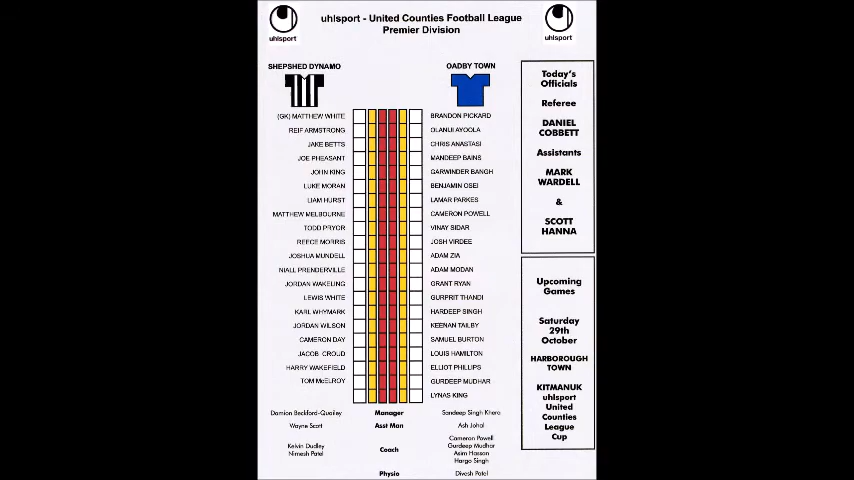 uhlsport - United Counties Football League
Premier Division
uhlsport
uhlsport
SHEPSHED DYNAMO
OADBY TOWN
(GK) MATTHEW WHITE
REIF ARMSTRONG
JAKE BETTS
JOE PHEASANT
JOHN KING
LUKE MORAN
LIAM HURST
MATTHEW MELBOURNE
TODD PRYOR
REECE MORRIS
JOSHUA MUNDELL
NIALL PRENDERVILLE
JORDAN WAKELING
LEWIS WHITE
KARL WHYMARK
JORDAN WILSON
CAMERON DAY
JACOB CROUD
HARRY WAKEFIELD
TOM McELROY
BRANDON PICKARD
OLANUI AYOOLA
CHRIS ANASTASI
MANDEEP BAINS
GARWINDER BANGH
BENJAMIN OSEI
LAMAR PARKES
CAMERON POWELL
VINAY SIDAR
JOSH VIRDEE
ADAM ZIA
ADAM MODAN
GRANT RYAN
GURPRIT THANDI
HARDEEP SINGH
KEENAN TAILBY
SAMUEL BURTON
LOUIS HAMILTON
ELLIOT PHILLIPS
GURDEEP MUDHAR
LYNAS KING
Damion Beckford-Quailey Manager Sandeep Singh Khera
Wayne Scott Asst Man Ash Johal
Kelvin Dudley
Nimesh Patel
Coach
Cameron Powell
Gurdeep Mudhar
Asim Hassan
Hargo Singh
Physio Divesh Patel
Today's
Officials
Referee
DANIEL
COBBETT
Assistants
MARK
WARDELL
&
SCOTT
HANNA
Upcoming
Games
Saturday
29th
October
HARBOROUGH
TOWN
KITMANUK
uhlsport
United
Counties
League
Cup